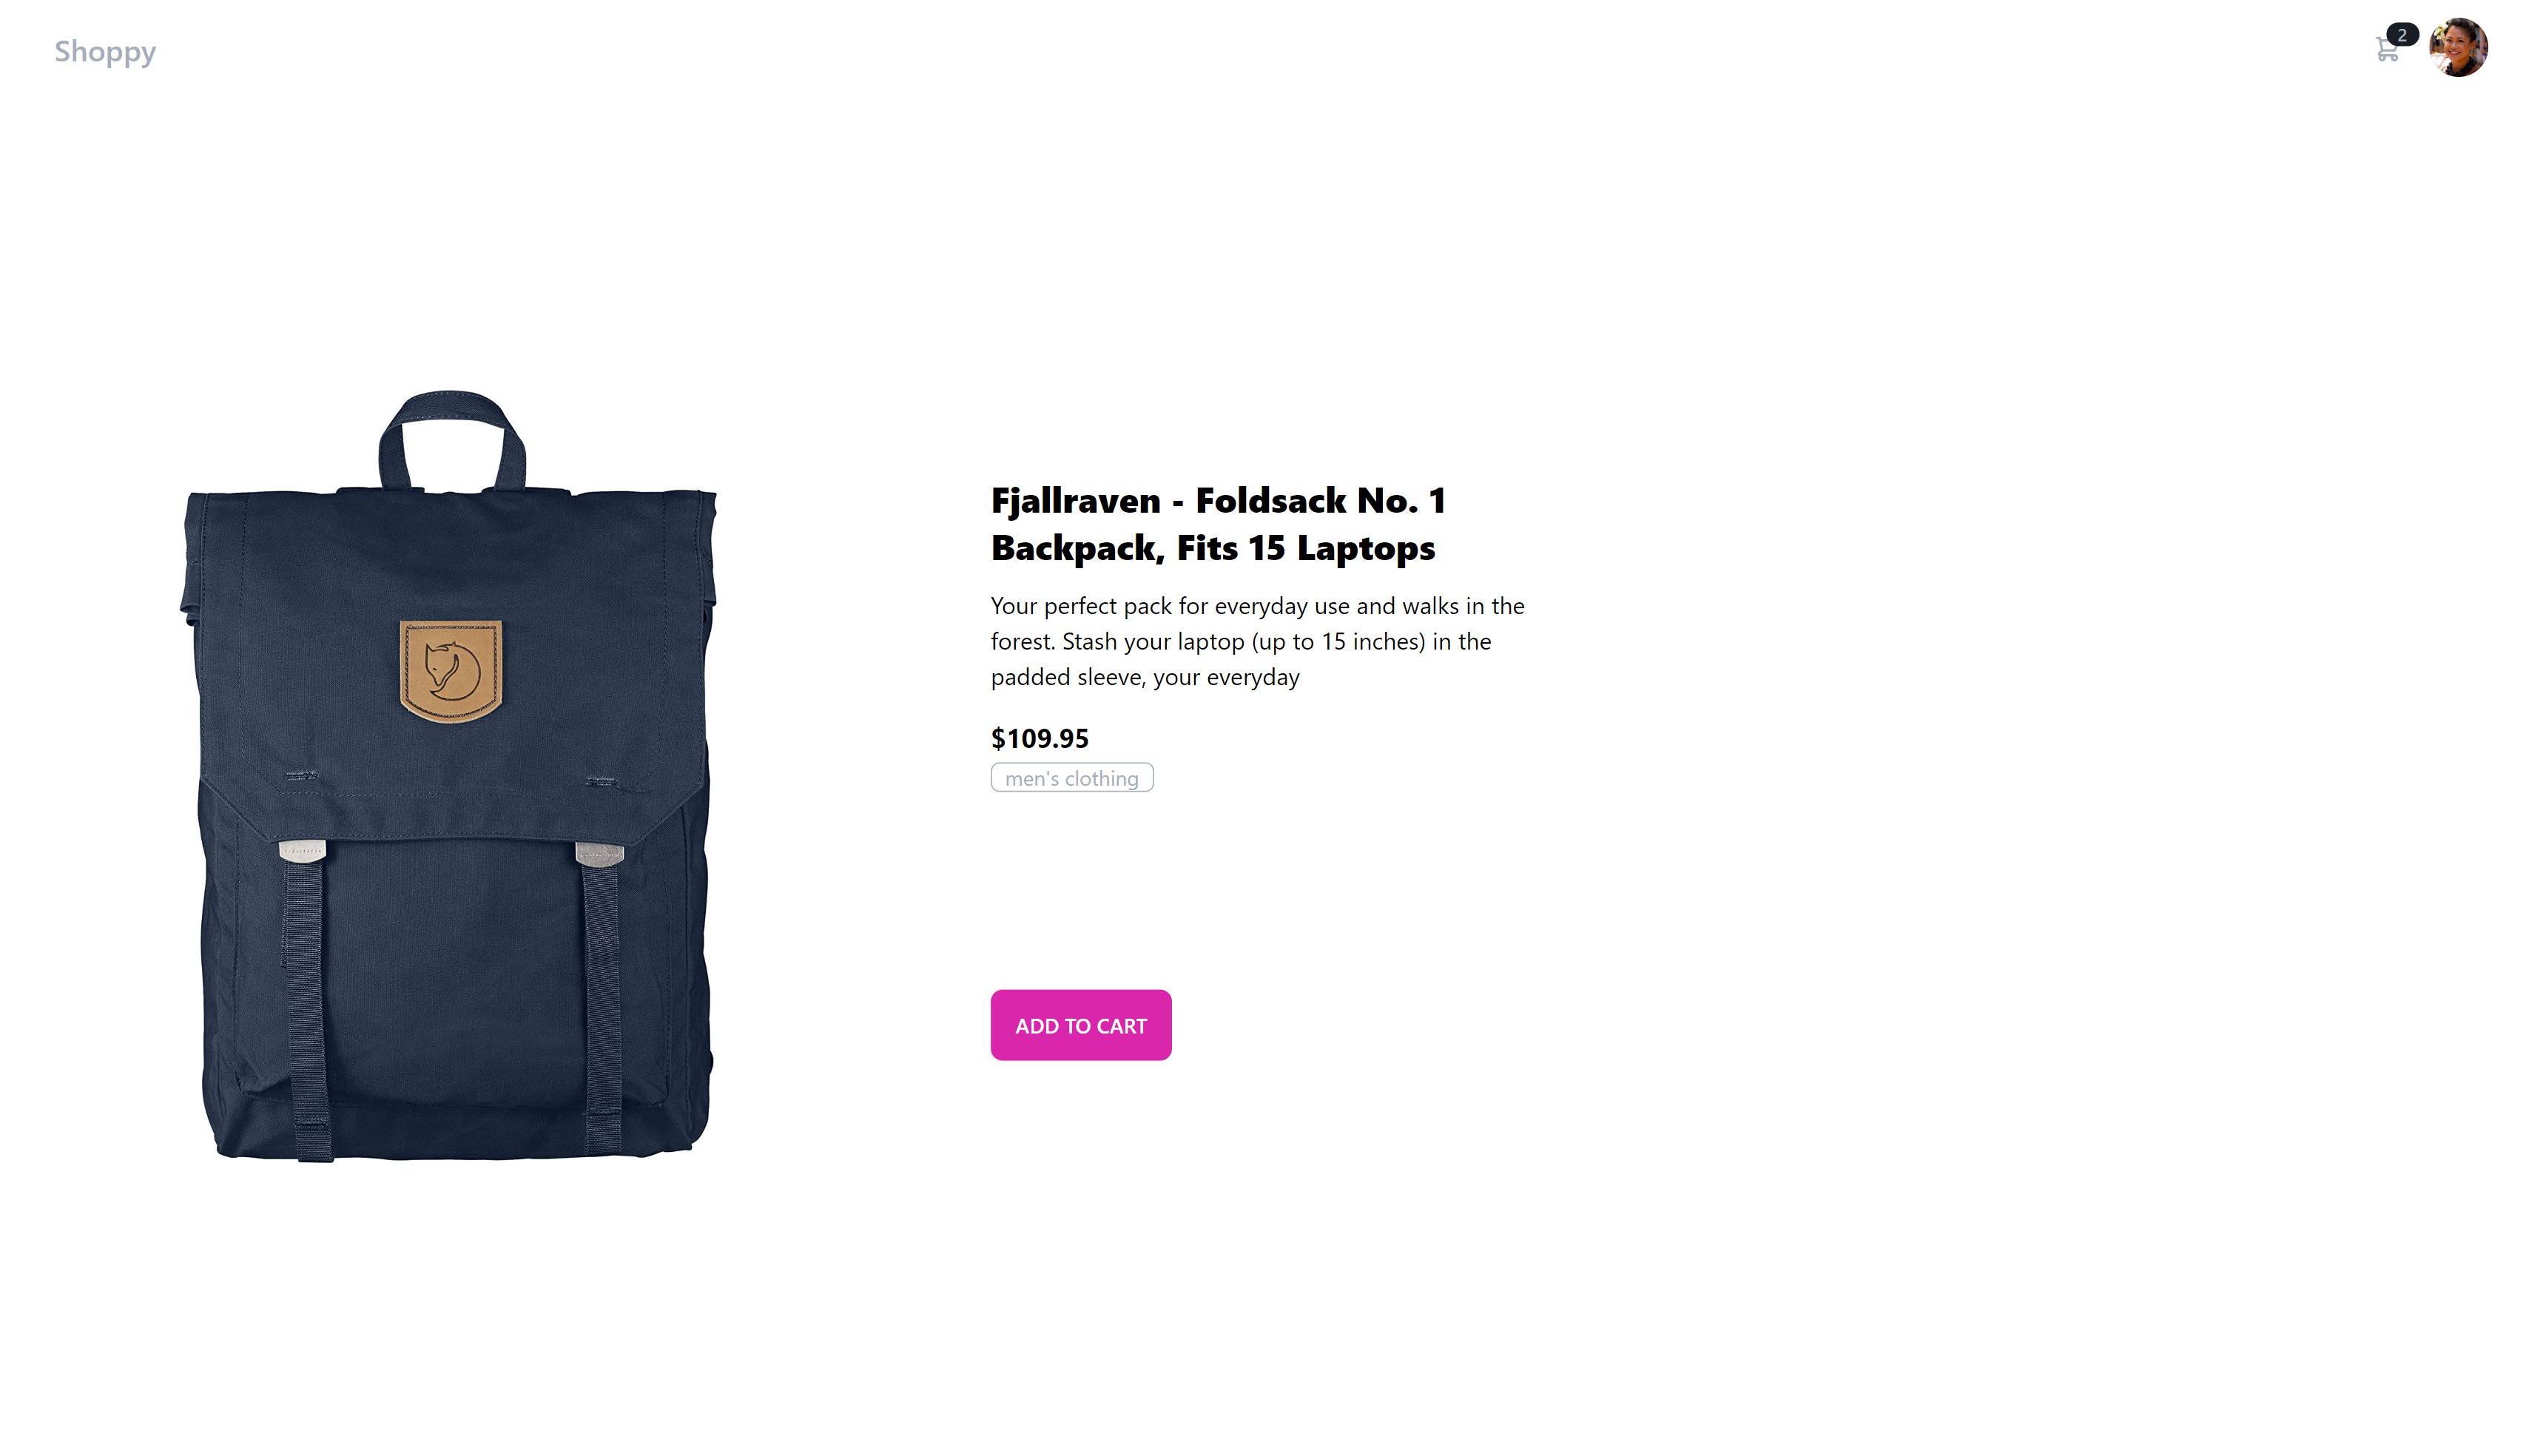 Shoppy
2
Fjallraven - Foldsack No. 1
Backpack, Fits 15 Laptops
Your perfect pack for everyday use and walks in the
forest. Stash your laptop (up to 15 inches) in the
padded sleeve, your everyday
$109.95
men's clothing
ADD TO CART